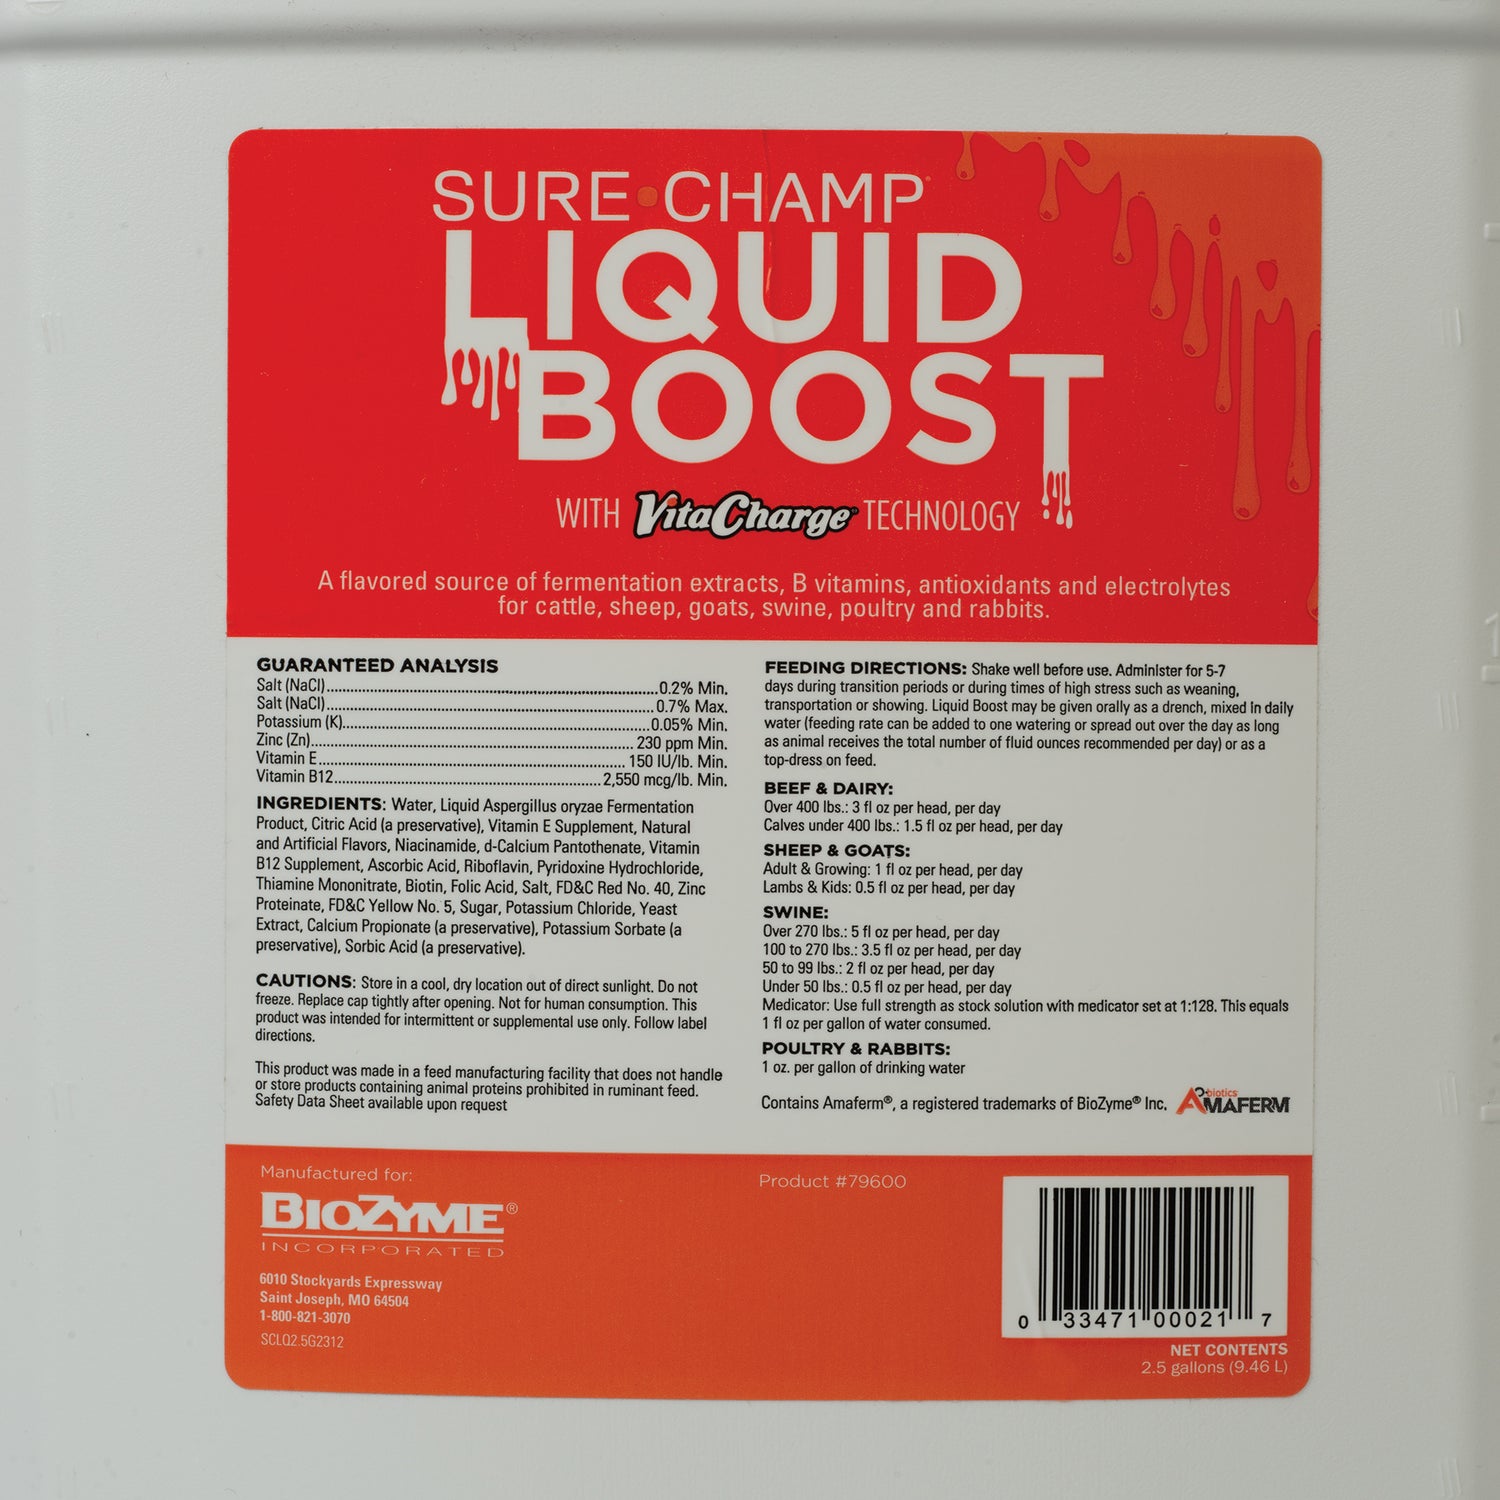 SURE•CHAMP®
LIQUID
BOOST
WITH VitaCharge® TECHNOLOGY
A flavored source of fermentation extracts, B vitamins, antioxidants and electrolytes
for cattle, sheep, goats, swine, poultry and rabbits.
GUARANTEED ANALYSIS
Salt (NaCl)......0.2% Min.
Salt (NaCl)......0.7% Max.
Potassium (K)......0.05% Min.
Zinc (Zn)......230 ppm Min.
Vitamin E......150 IU/lb. Min.
Vitamin B12......2,550 mcg/lb. Min.
INGREDIENTS: Water, Liquid Aspergillus oryzae Fermentation
Product, Citric Acid (a preservative), Vitamin E Supplement, Natural
and Artificial Flavors, Niacinamide, d-Calcium Pantothenate, Vitamin
B12 Supplement, Ascorbic Acid, Riboflavin, Pyridoxine Hydrochloride,
Thiamine Mononitrate, Biotin, Folic Acid, Salt, FD&C Red No. 40, Zinc
Proteinate, FD&C Yellow No. 5, Sugar, Potassium Chloride, Yeast
Extract, Calcium Propionate (a preservative), Potassium Sorbate (a
preservative), Sorbic Acid (a preservative).
CAUTIONS: Store in a cool, dry location out of direct sunlight. Do not
freeze. Replace cap tightly after opening. Not for human consumption. This
product was intended for intermittent or supplemental use only. Follow label
directions.
This product was made in a feed manufacturing facility that does not handle
or store products containing animal proteins prohibited in ruminant feed.
Safety Data Sheet available upon request
FEEDING DIRECTIONS: Shake well before use. Administer for 5-7
days during transition periods or during times of high stress such as weaning,
transportation or showing. Liquid Boost may be given orally as a drench, mixed in daily
water (feeding rate can be added to one watering or spread out over the day as long
as animal receives the total number of fluid ounces recommended per day) or as a
top-dress on feed.
BEEF & DAIRY:
Over 400 lbs.: 3 fl oz per head, per day
Calves under 400 lbs.: 1.5 fl oz per head, per day
SHEEP & GOATS:
Adult & Growing: 1 fl oz per head, per day
Lambs & Kids: 0.5 fl oz per head, per day
SWINE:
Over 270 lbs.: 5 fl oz per head, per day
100 to 270 lbs.: 3.5 fl oz per head, per day
50 to 99 lbs.: 2 fl oz per head, per day
Under 50 lbs.: 0.5 fl oz per head, per day
Medicator: Use full strength as stock solution with medicator set at 1:128. This equals
1 fl oz per gallon of water consumed.
POULTRY & RABBITS:
1 oz. per gallon of drinking water
Contains Amaferm®, a registered trademarks of BioZyme® Inc.
biotics
AMAFERM
Manufactured for:
BIOZYME®
INCORPORATED
6010 Stockyards Expressway
Saint Joseph, MO 64504
1-800-821-3070
SCLQ2.5G2312
Product #79600
0 33471 00021 7
NET CONTENTS
2.5 gallons (9.46 L)